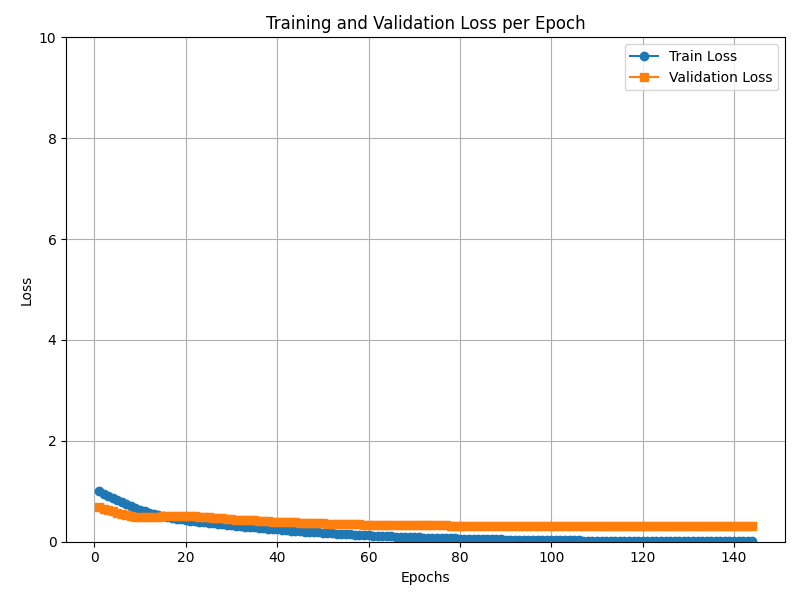 Training and Validation Loss per Epoch
Train Loss
Validation Loss
Loss
10
8
6
4
2
0
0 20 40 60 80 100 120 140
Epochs